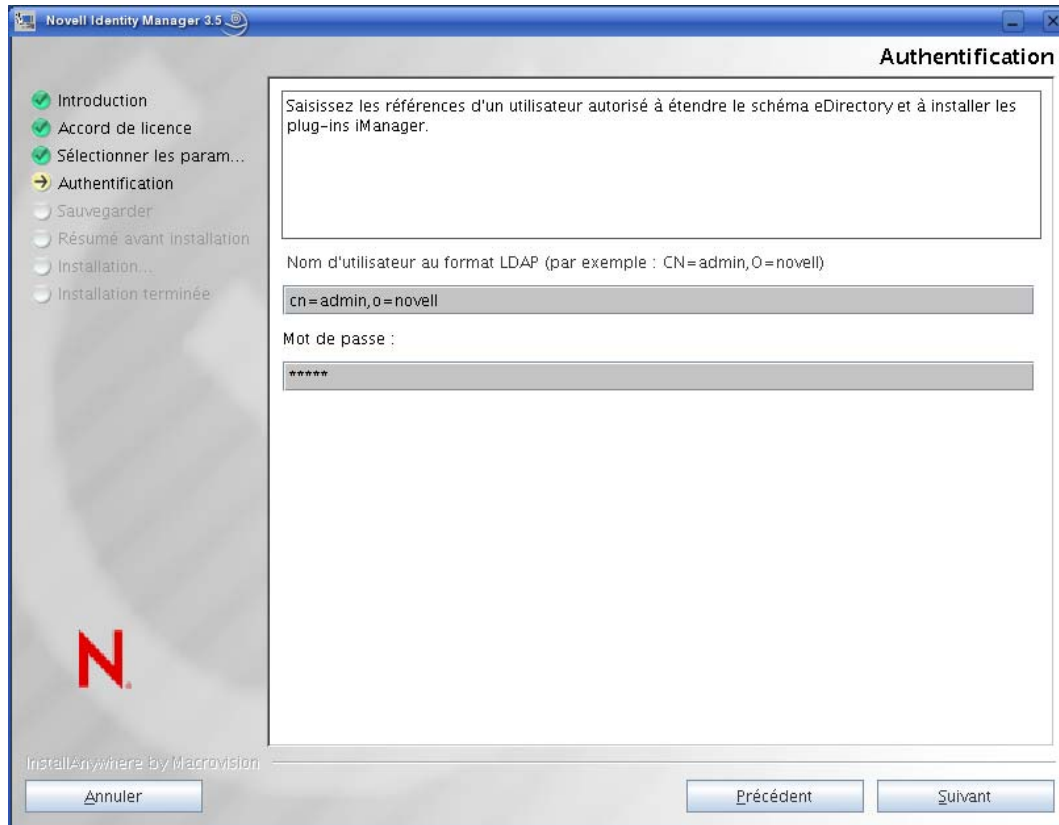 Novell Identity Manager 3.5
Authentification
Introduction
Accord de licence
Sélectionner les param...
Authentification
Sauvegarder
Résumé avant installation
Installation...
Installation terminée
Saisissez les références d'un utilisateur autorisé à étendre le schéma eDirectory et à installer les
plug-ins iManager.
Nom d'utilisateur au format LDAP (par exemple : CN=admin,O=novell)
cn=admin,o=novell
Mot de passe :
*****
N
InstallAnywhere by Macrovision
Annuler
Précédent
Suivant